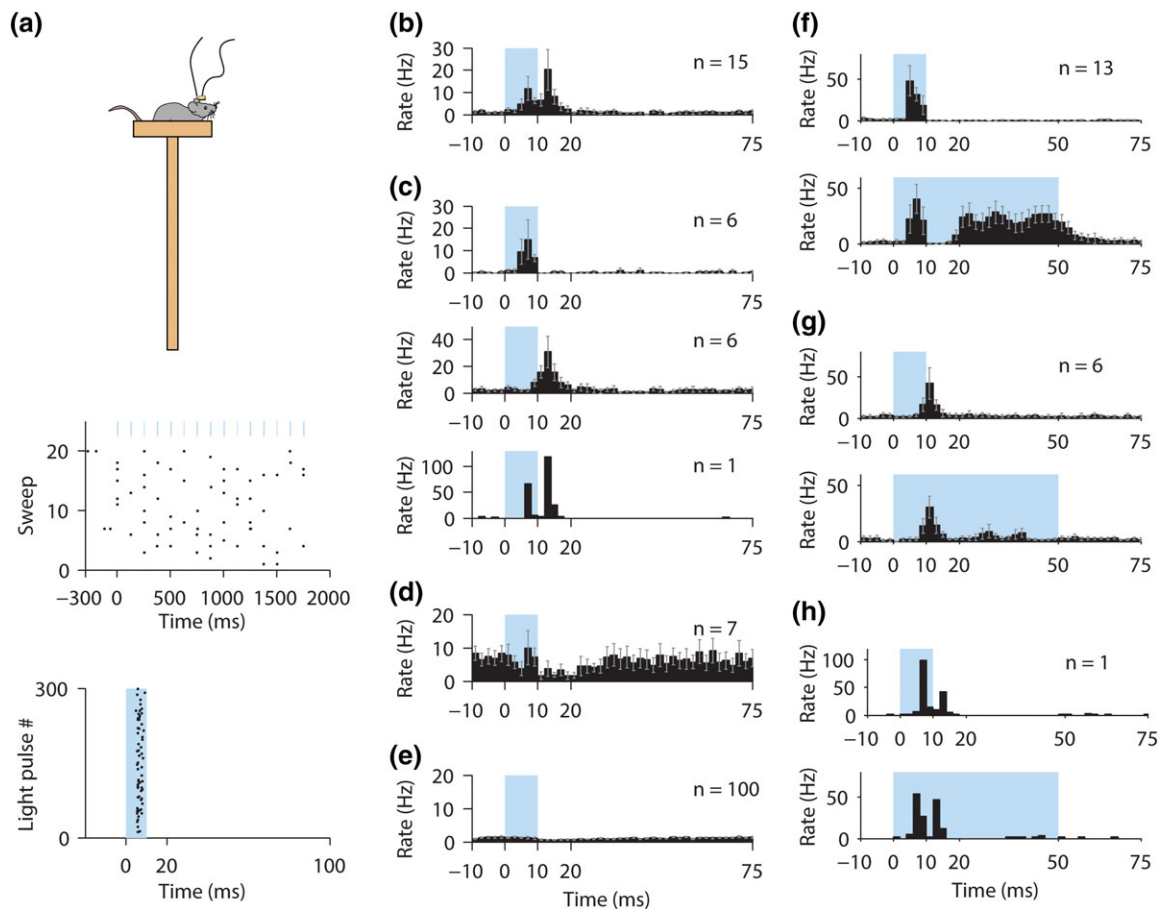 (a)
Sweep
20
10
0
−300 0 500 1000 1500 2000
Time (ms)
Light pulse #
300
0
0 20 100
Time (ms)
(b)
Rate (Hz)
30
20
10
0
n = 15
−10 0 10 20 75
(c)
Rate (Hz)
30
20
10
0
n = 6
−10 0 10 20 75
Rate (Hz)
40
20
0
n = 6
−10 0 10 20 75
Rate (Hz)
100
50
0
n = 1
−10 0 10 20 75
(d)
Rate (Hz)
20
10
0
n = 7
−10 0 10 20 75
(e)
Rate (Hz)
20
10
0
n = 100
−10 0 10 20 75
Time (ms)
(f)
Rate (Hz)
50
0
n = 13
−10 0 10 20 75
Rate (Hz)
50
0
−10 0 10 20 50 75
(g)
Rate (Hz)
50
0
n = 6
−10 0 10 20 75
Rate (Hz)
50
0
−10 0 10 20 50 75
(h)
Rate (Hz)
100
50
0
n = 1
−10 0 10 20 75
Rate (Hz)
50
0
−10 0 10 20 50 75
Time (ms)